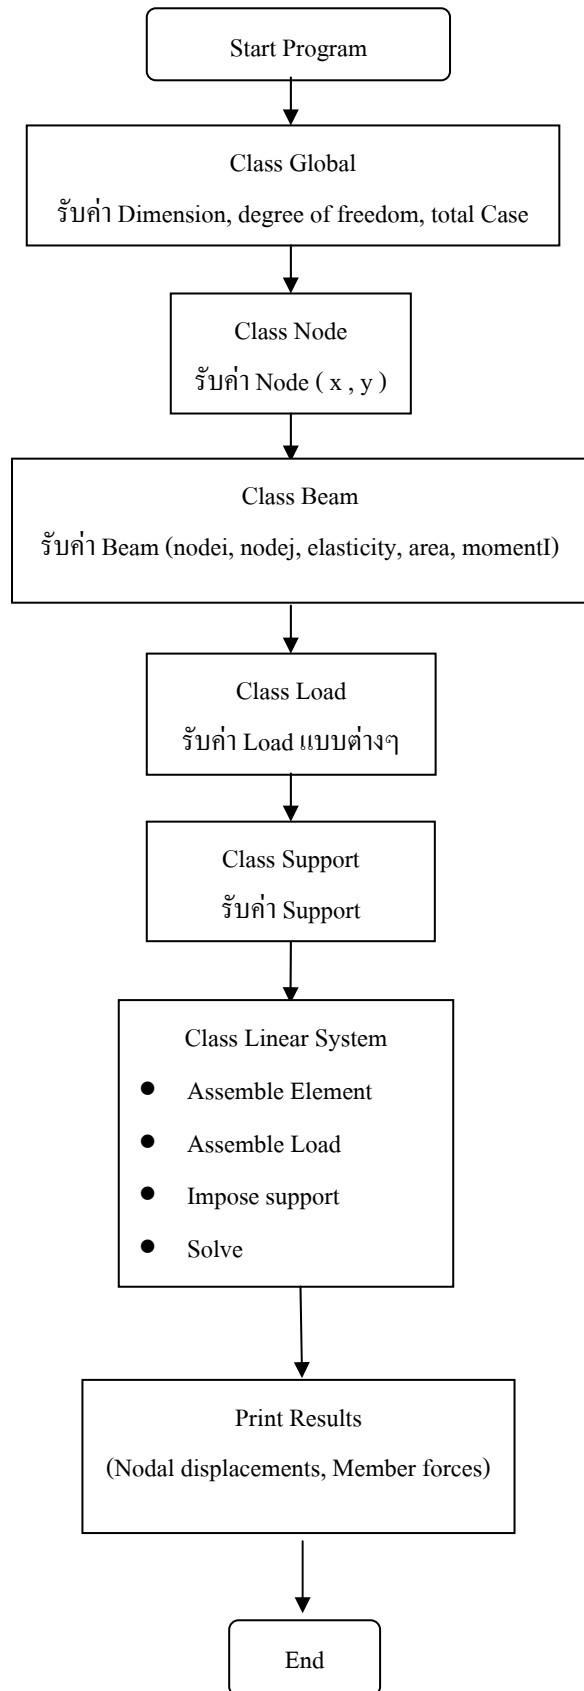 Start Program
Class Global
รับค่า Dimension, degree of freedom, total Case
Class Node
รับค่า Node ( x , y )
Class Beam
รับค่า Beam (nodei, nodej, elasticity, area, momentI)
Class Load
รับค่า Load แบบต่างๆ
Class Support
รับค่า Support
Class Linear System
● Assemble Element
● Assemble Load
● Impose support
● Solve
Print Results
(Nodal displacements, Member forces)
End